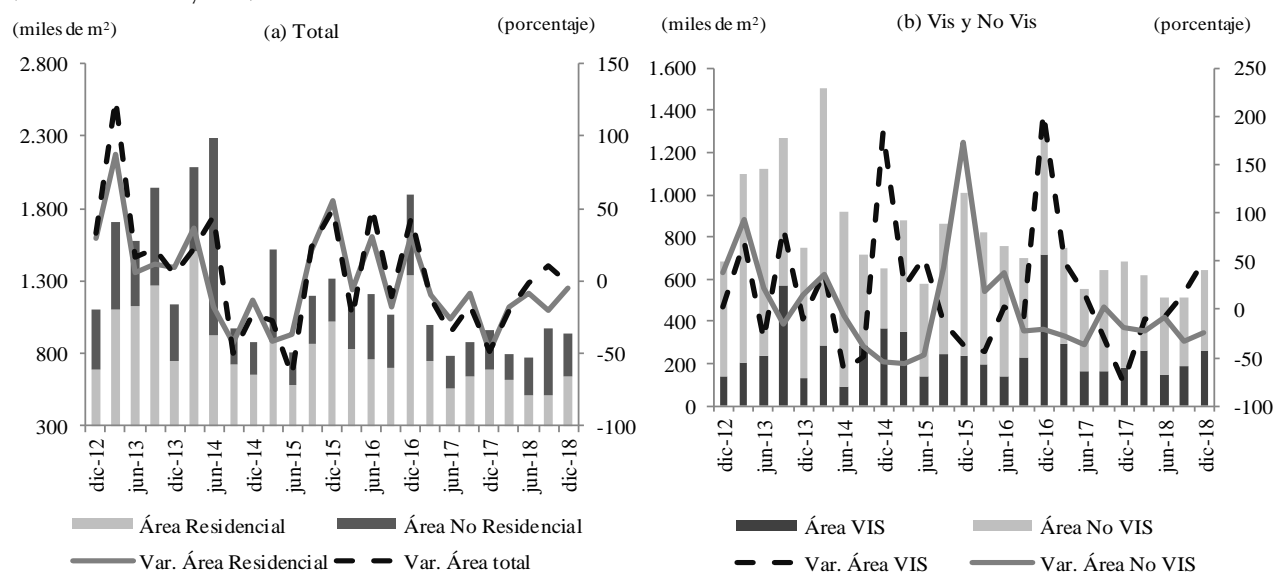 (miles de m²) (a) Total (porcentaje)
2.800
2.300
1.800
1.300
800
300
150
100
50
0
-50
-100
dic-12
jun-13
dic-13
jun-14
dic-14
jun-15
dic-15
jun-16
dic-16
jun-17
dic-17
jun-18
dic-18
Área Residencial
Área No Residencial
Var. Área Residencial
Var. Área total
(miles de m²) (b) Vis y No Vis (porcentaje)
1.600
1.400
1.200
1.000
800
600
400
200
0
250
200
150
100
50
0
-50
-100
dic-12
jun-13
dic-13
jun-14
dic-14
jun-15
dic-15
jun-16
dic-16
jun-17
dic-17
jun-18
dic-18
Área VIS
Área No VIS
Var. Área VIS
Var. Área No VIS